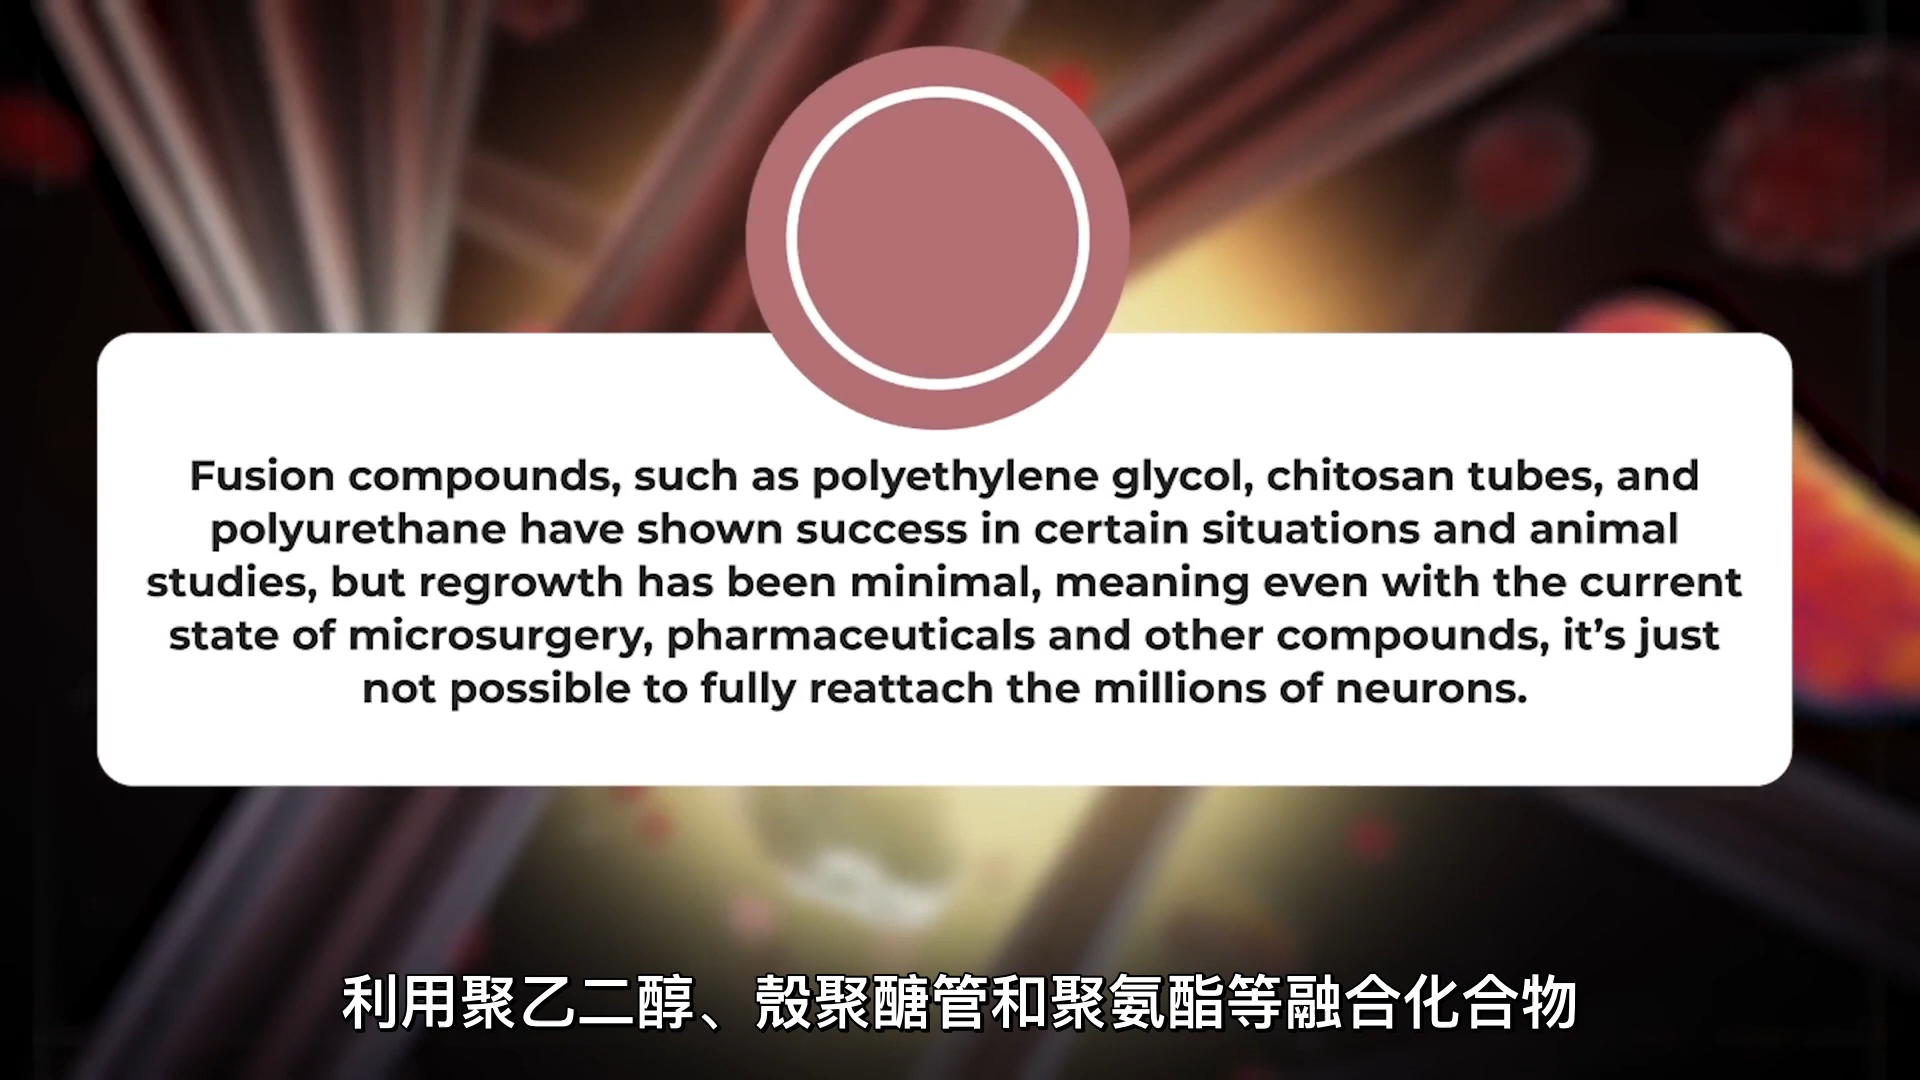 Fusion compounds, such as polyethylene glycol, chitosan tubes, and
polyurethane have shown success in certain situations and animal
studies, but regrowth has been minimal, meaning even with the current
state of microsurgery, pharmaceuticals and other compounds, it’s just
not possible to fully reattach the millions of neurons.
利用聚乙二醇、殼聚醣管和聚氨酯等融合化合物